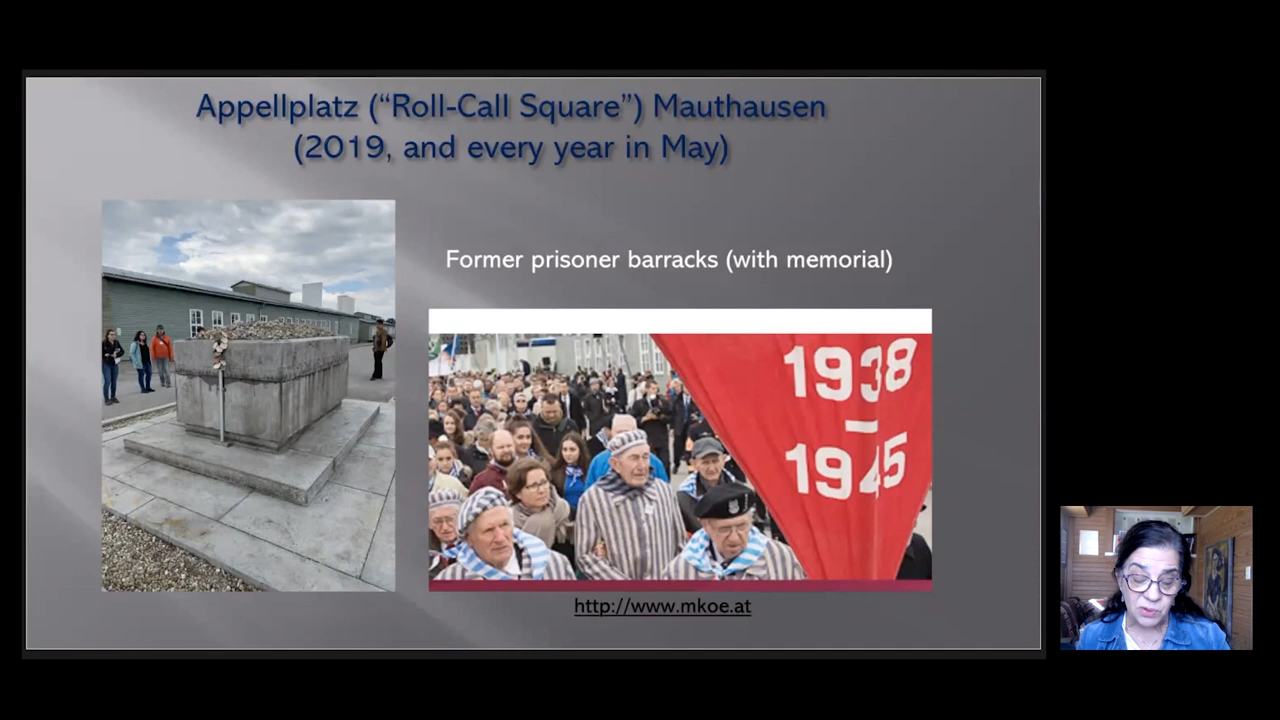 Appellplatz (“Roll-Call Square”) Mauthausen
(2019, and every year in May)
Former prisoner barracks (with memorial)
1938
—
1945
http://www.mkoe.at